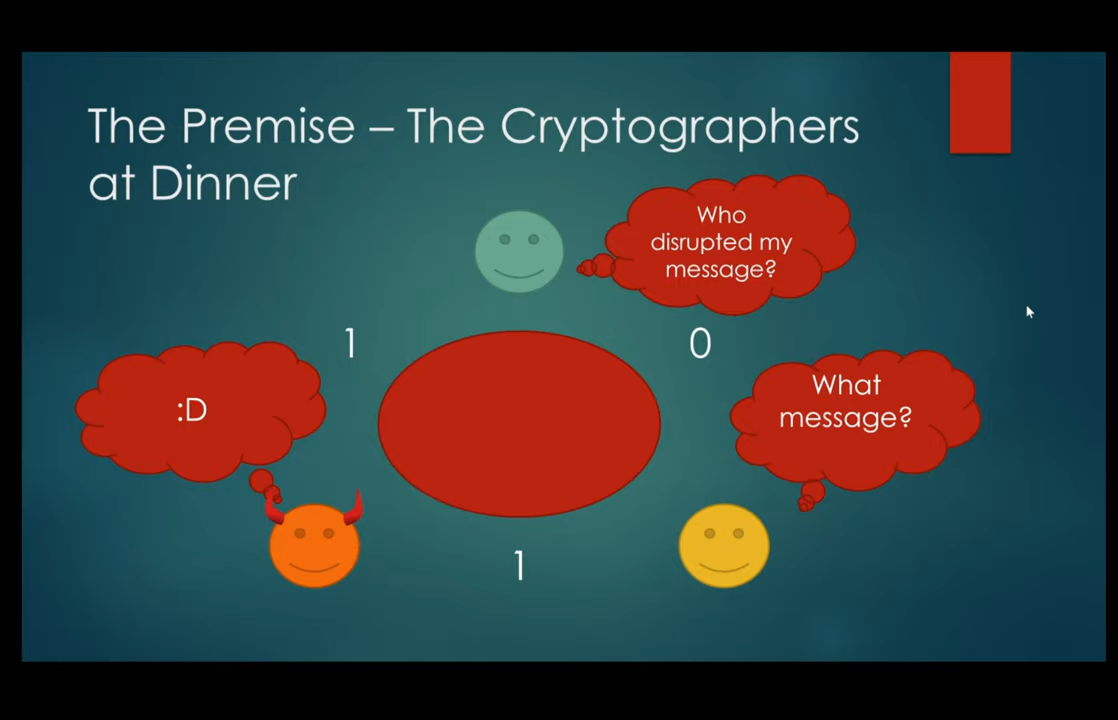 The Premise – The Cryptographers
at Dinner
Who
disrupted my
message?
1
0
:D
What
message?
1